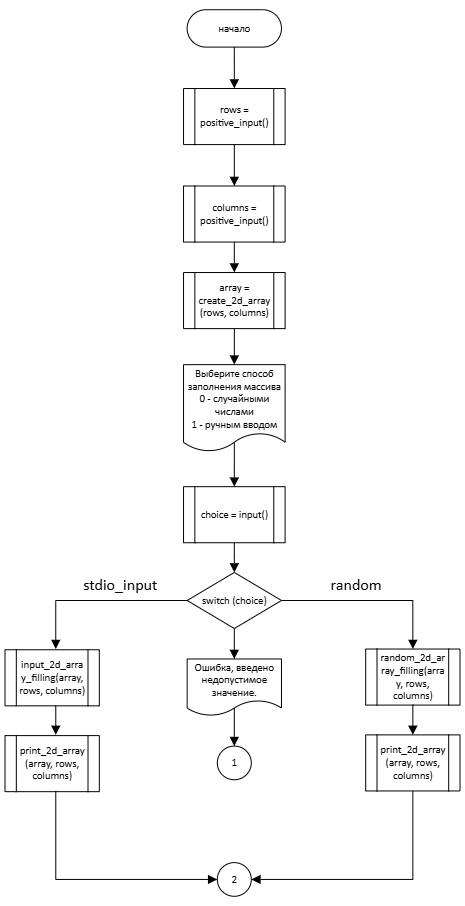 начало
rows =
positive_input()
columns =
positive_input()
array =
create_2d_array
(rows, columns)
Выберите способ
заполнения массива
0 - случайными
числами
1 - ручным вводом
choice = input()
stdio_input
random
switch (choice)
input_2d_arra
y_filling(array,
rows, columns)
Ошибка, введено
недопустимое
значение.
random_2d_ar
ray_filling(arra
y, rows,
columns)
print_2d_array
(array, rows,
columns)
1
print_2d_array
(array, rows,
columns)
2